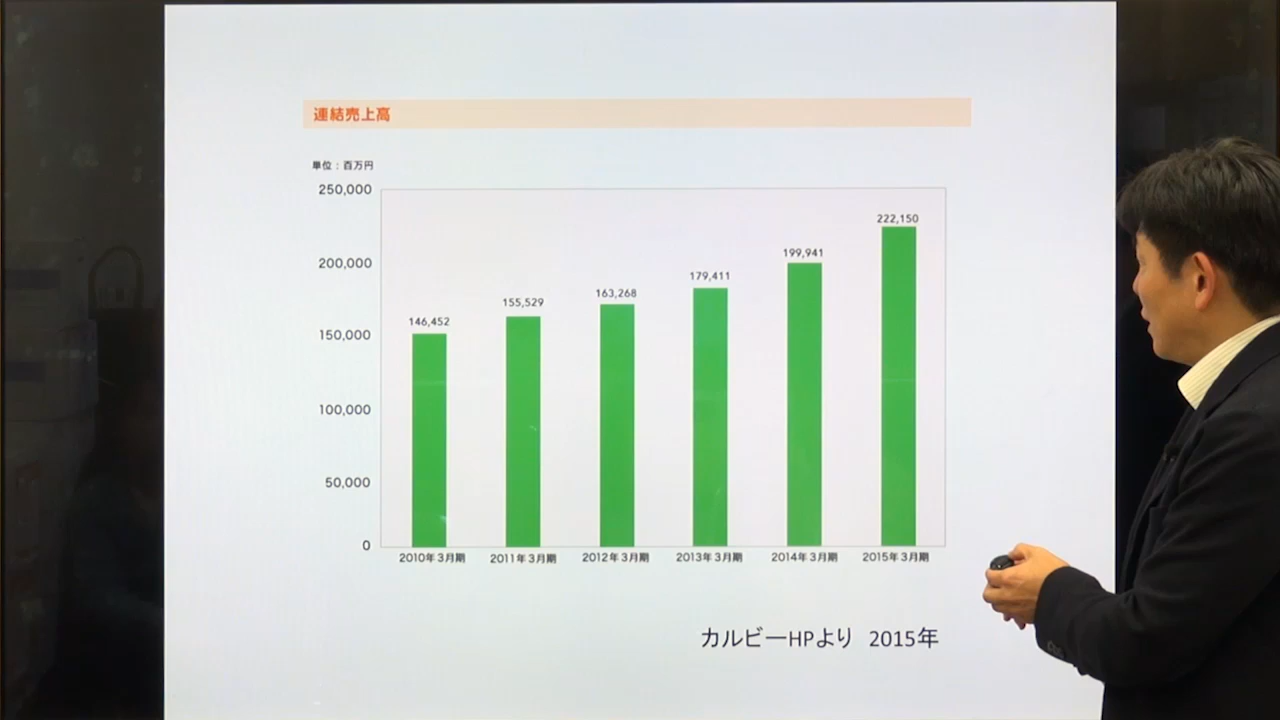 連結売上高
単位：百万円
250,000
200,000
150,000
100,000
50,000
0
146,452
155,529
163,268
179,411
199,941
222,150
2010年3月期
2011年3月期
2012年3月期
2013年3月期
2014年3月期
2015年3月期
カルビーHPより 2015年